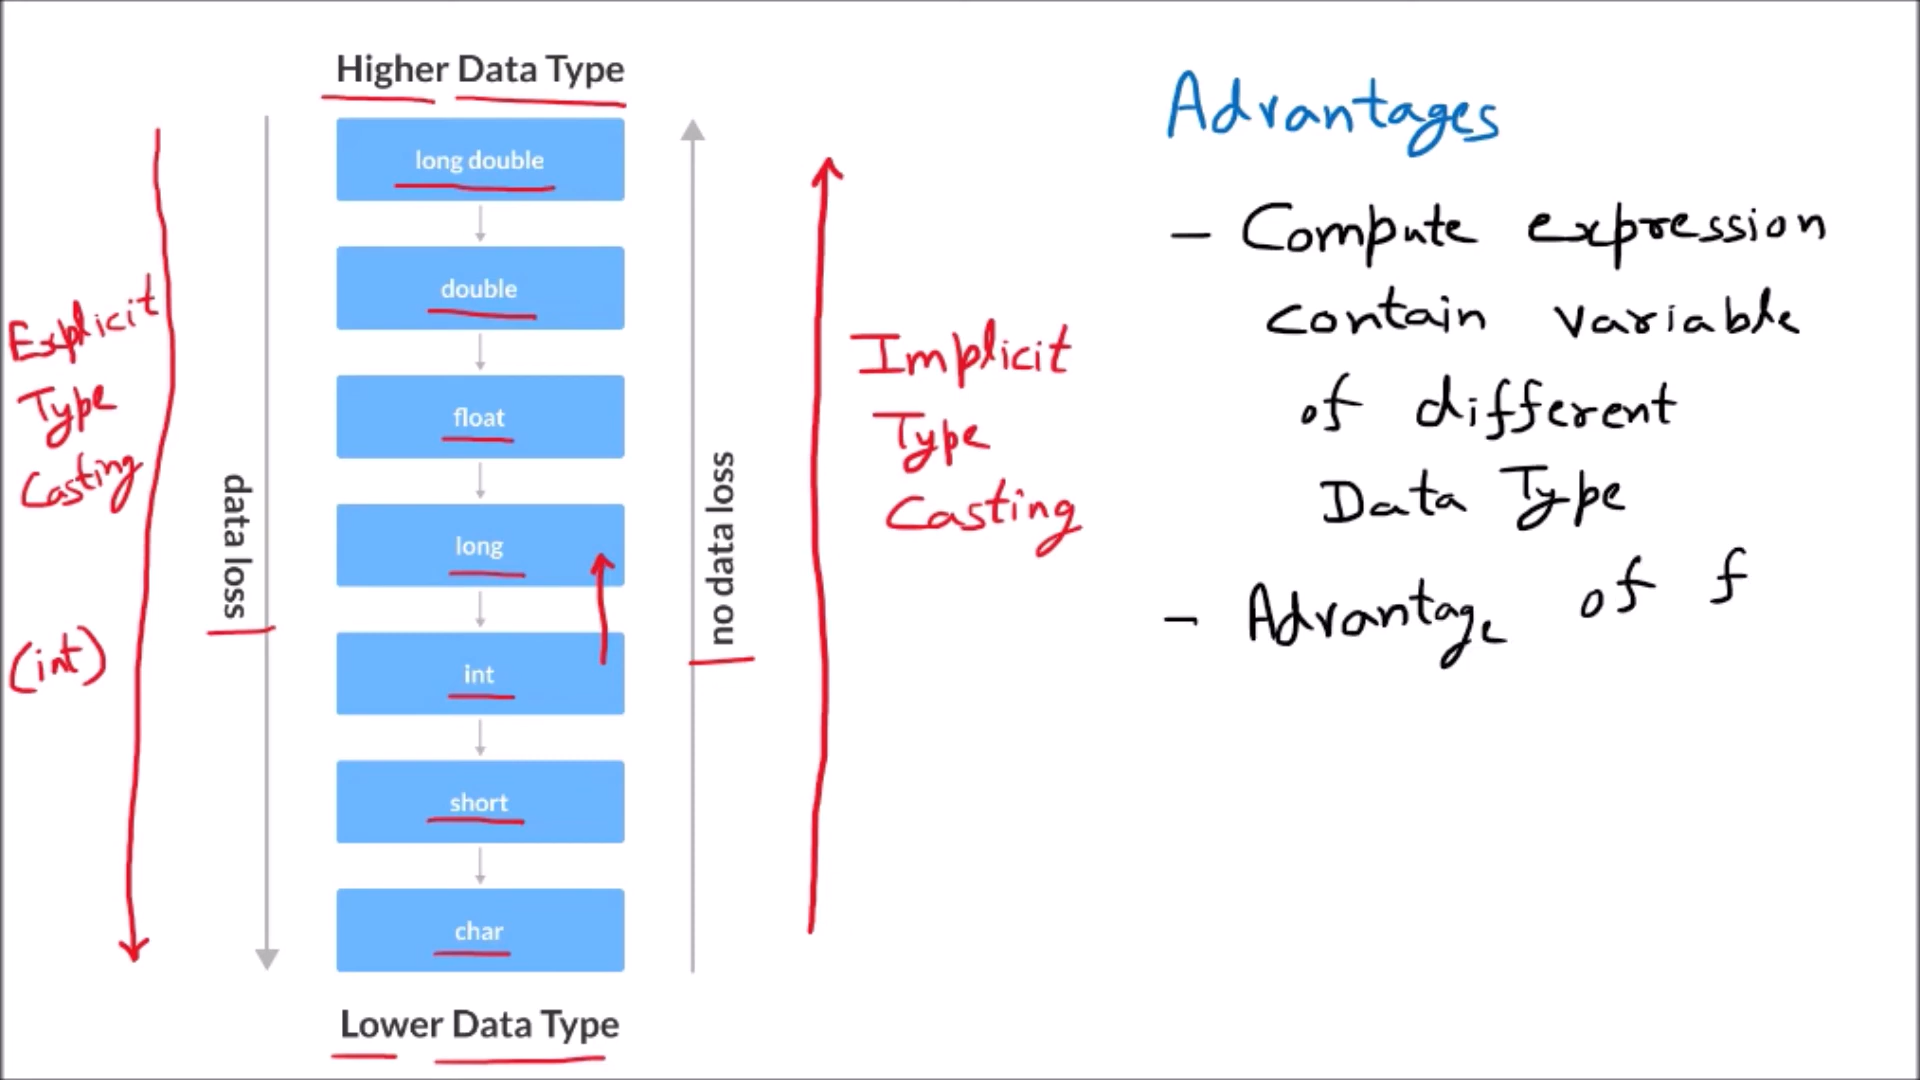 Higher Data Type
long double
double
float
long
int
short
char
Lower Data Type
data loss
no data loss
Explicit
Type
Casting
(int)
Implicit
Type
Casting
Advantages
- Compute expression
contain variable
of different
Data Type
- Advantage of f